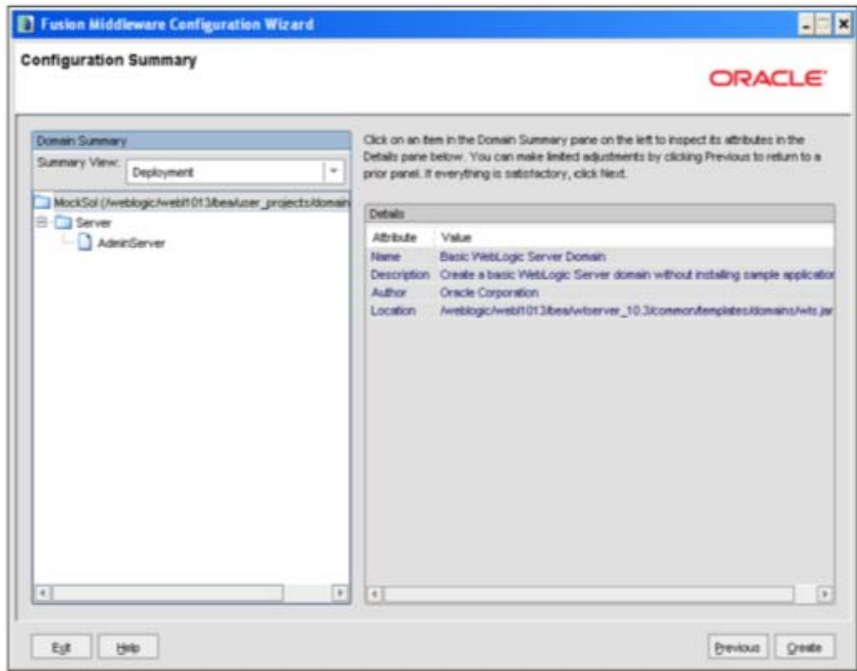 Fusion Middleware Configuration Wizard
Configuration Summary
ORACLE
Domain Summary
Summary View:
Deployment
MockSol (/weblogic/webl1013/bea/user_projects/domain
Server
AdminServer
Click on an item in the Domain Summary pane on the left to inspect its attributes in the
Details pane below. You can make limited adjustments by clicking Previous to return to a
prior panel. If everything is satisfactory, click Next.
Details
Attribute Value
Name Basic WebLogic Server Domain
Description Create a basic WebLogic Server domain without installing sample application
Author Oracle Corporation
Location /weblogic/webl1013/bea/wlserver_10.3/common/templates/domains/wls.jar
Exit Help Previous Create